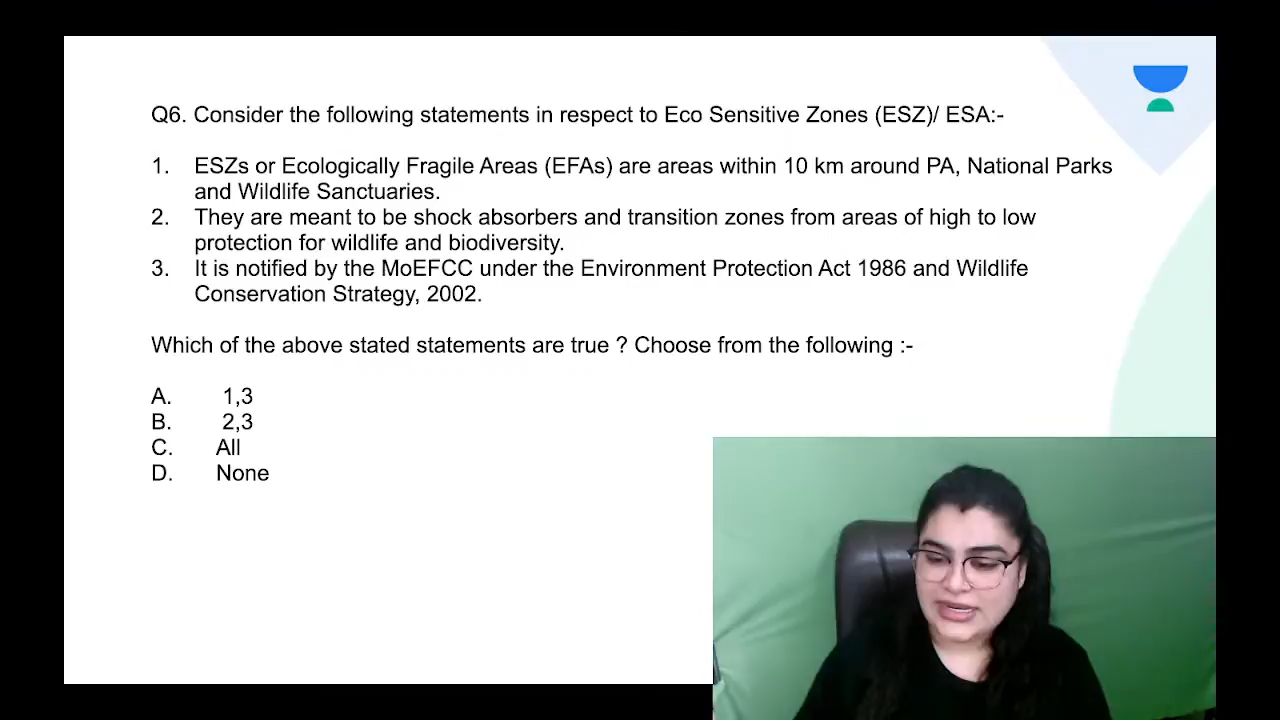 Q6. Consider the following statements in respect to Eco Sensitive Zones (ESZ)/ ESA:-
1. ESZs or Ecologically Fragile Areas (EFAs) are areas within 10 km around PA, National Parks
and Wildlife Sanctuaries.
2. They are meant to be shock absorbers and transition zones from areas of high to low
protection for wildlife and biodiversity.
3. It is notified by the MoEFCC under the Environment Protection Act 1986 and Wildlife
Conservation Strategy, 2002.
Which of the above stated statements are true ? Choose from the following :-
A. 1,3
B. 2,3
C. All
D. None